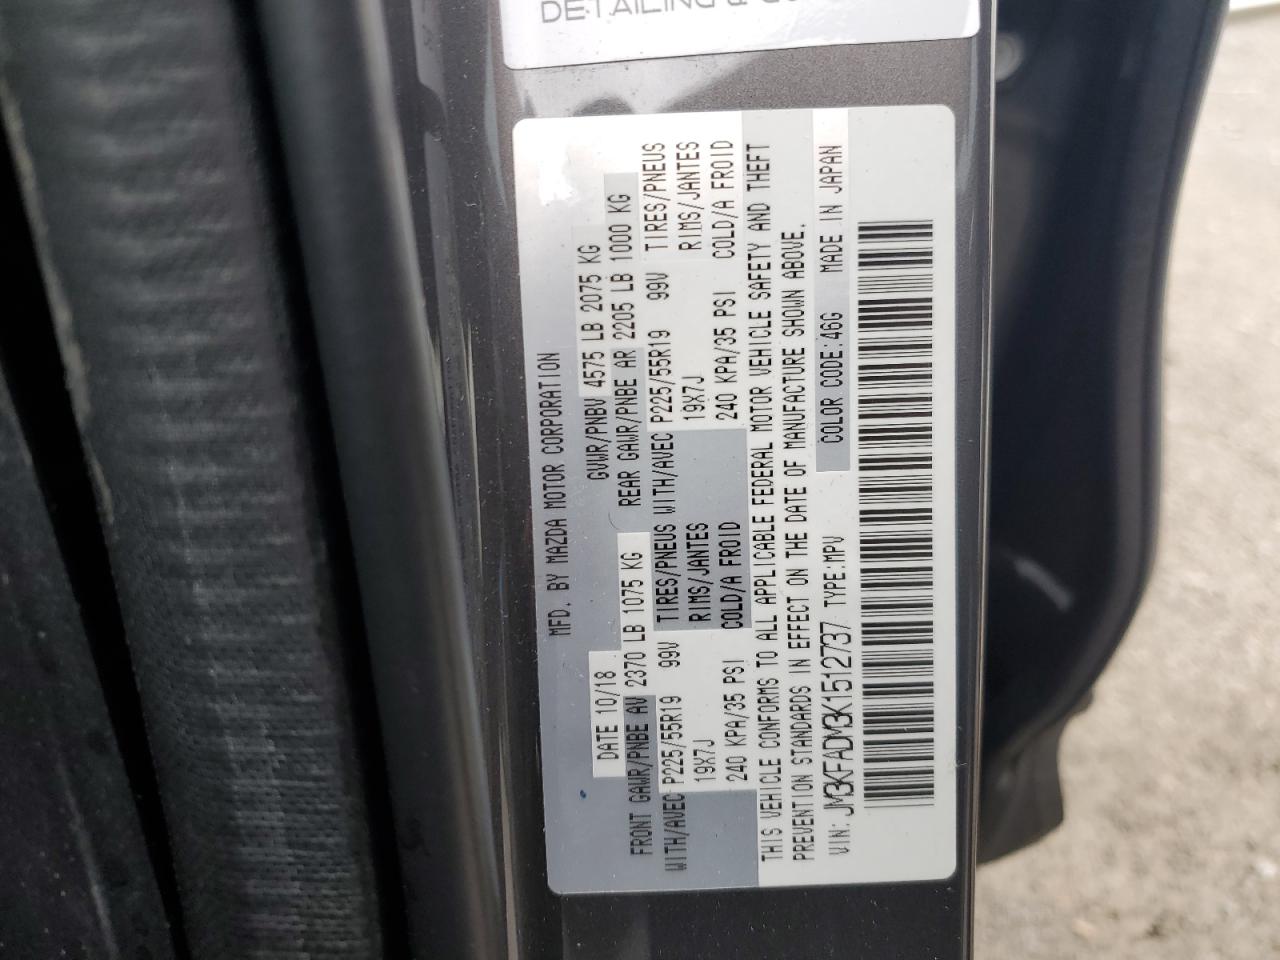 DETAILING &
MFD. BY MAZDA MOTOR CORPORATION
DATE 10/18 GVWR/PNBV 4575 LB 2075 KG
FRONT GAWR/PNBE AV 2370 LB 1075 KG REAR GAWR/PNBE AR 2205 LB 1000 KG
WITH/AVEC P225/55R19 99V TIRES/PNEUS WITH/AVEC P225/55R19 99V TIRES/PNEUS
19X7J RIMS/JANTES 19X7J RIMS/JANTES
240 KPA/35 PSI COLD/A FROID 240 KPA/35 PSI COLD/A FROID
THIS VEHICLE CONFORMS TO ALL APPLICABLE FEDERAL MOTOR VEHICLE SAFETY AND THEFT
PREVENTION STANDARDS IN EFFECT ON THE DATE OF MANUFACTURE SHOWN ABOVE.
VIN: JM3KFADM3K1512737 TYPE:MPV COLOR CODE:46G MADE IN JAPAN